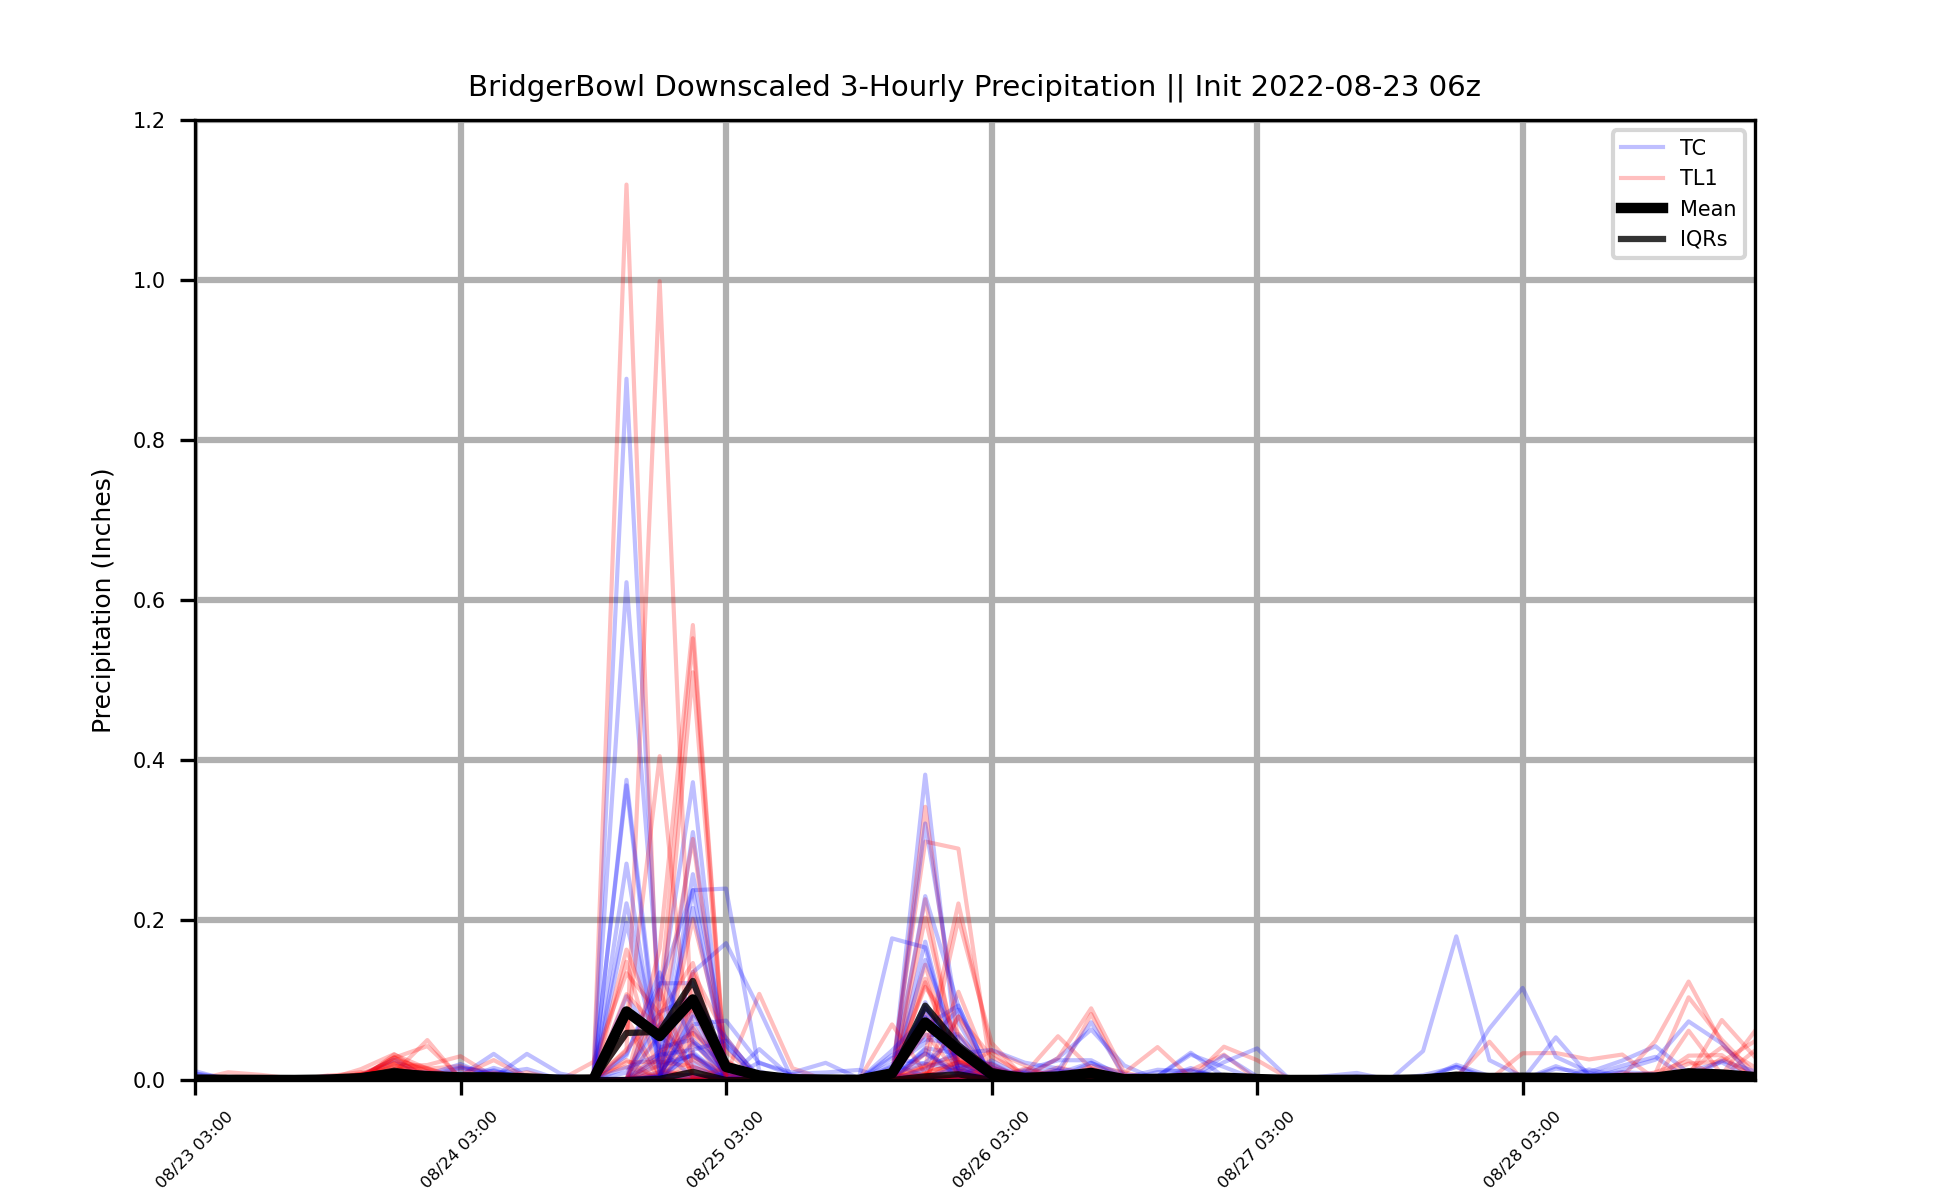 BridgerBowl Downscaled 3-Hourly Precipitation || Init 2022-08-23 06z
Precipitation (Inches)
1.2
1.0
0.8
0.6
0.4
0.2
0.0
TC
TL1
Mean
IQRs
08/23 03:00
08/24 03:00
08/25 03:00
08/26 03:00
08/27 03:00
08/28 03:00